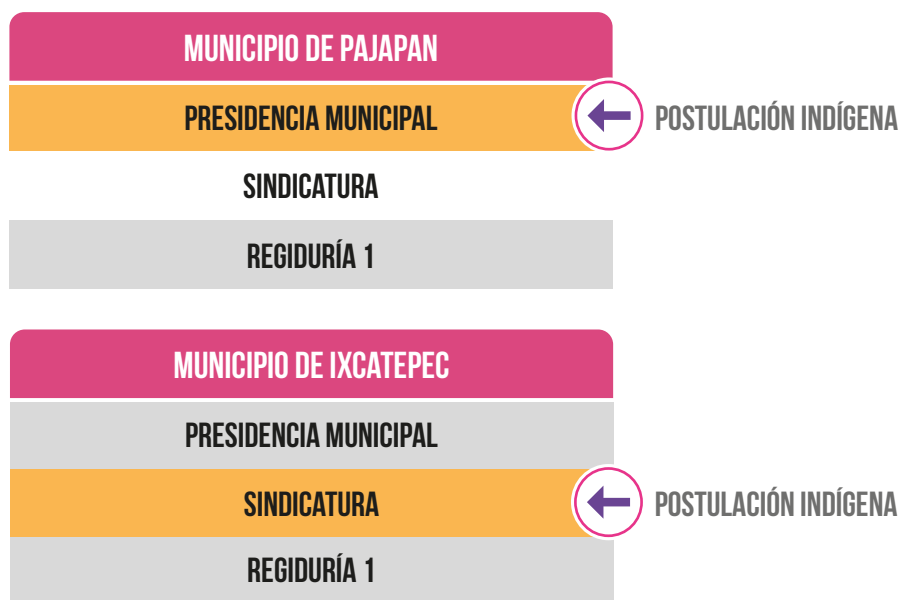 MUNICIPIO DE PAJAPAN
PRESIDENCIA MUNICIPAL
POSTULACIÓN INDÍGENA
SINDICATURA
REGIDURÍA 1
MUNICIPIO DE IXCATEPEC
PRESIDENCIA MUNICIPAL
SINDICATURA
POSTULACIÓN INDÍGENA
REGIDURÍA 1